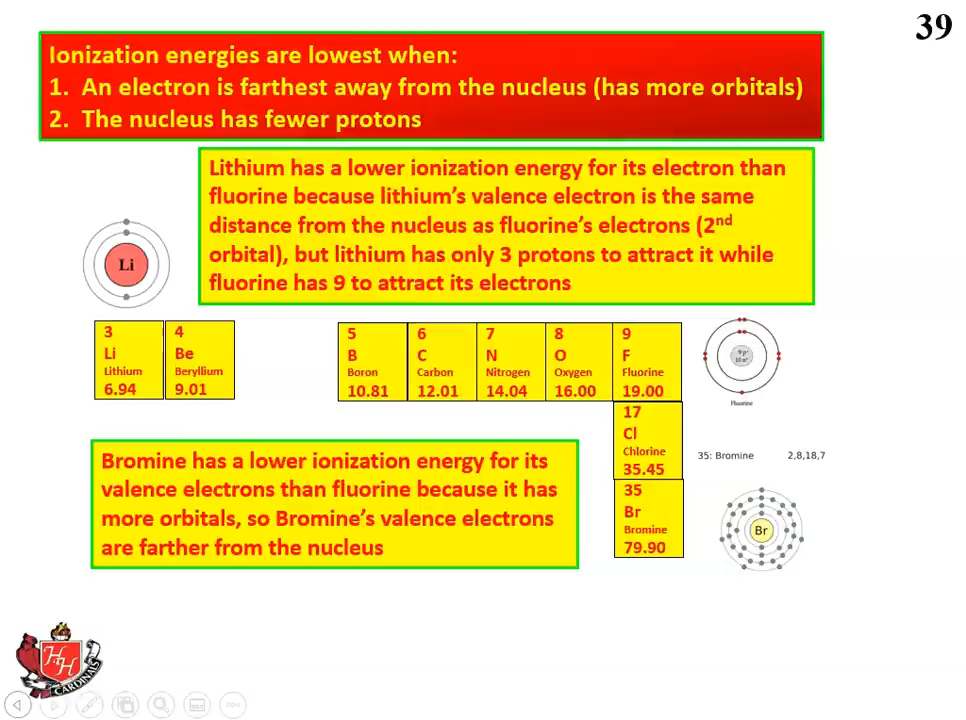 39
Ionization energies are lowest when:
1. An electron is farthest away from the nucleus (has more orbitals)
2. The nucleus has fewer protons
Lithium has a lower ionization energy for its electron than
fluorine because lithium's valence electron is the same
distance from the nucleus as fluorine's electrons (2nd
orbital), but lithium has only 3 protons to attract it while
fluorine has 9 to attract its electrons
Li
3
Li
Lithium
6.94
4
Be
Beryllium
9.01
5
B
Boron
10.81
6
C
Carbon
12.01
7
N
Nitrogen
14.04
8
O
Oxygen
16.00
9
F
Fluorine
19.00
Fluorine
17
Cl
Chlorine
35.45
35: Bromine 2,8,18,7
35
Br
Bromine
79.90
Br
Bromine has a lower ionization energy for its
valence electrons than fluorine because it has
more orbitals, so Bromine's valence electrons
are farther from the nucleus
HH
CARDINALS